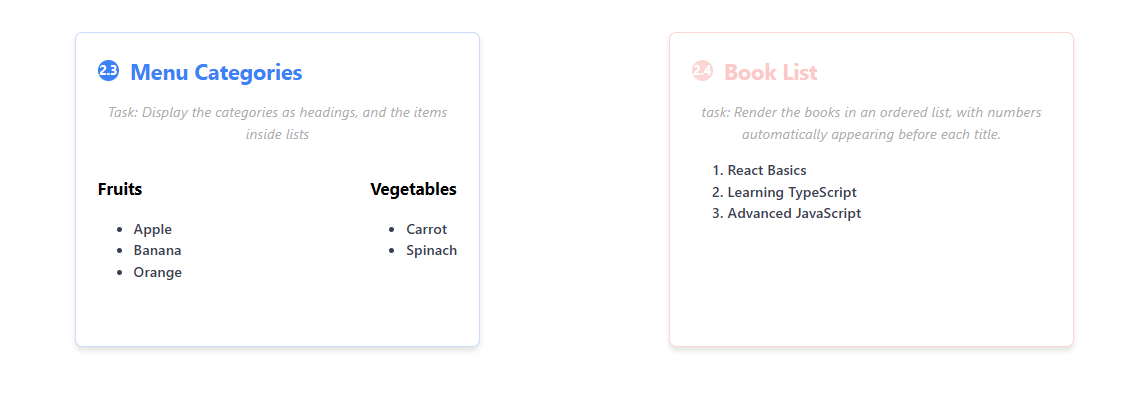 2.3 Menu Categories
Task: Display the categories as headings, and the items
inside lists
Fruits
Apple
Banana
Orange
Vegetables
Carrot
Spinach
2.4 Book List
task: Render the books in an ordered list, with numbers
automatically appearing before each title.
1. React Basics
2. Learning TypeScript
3. Advanced JavaScript